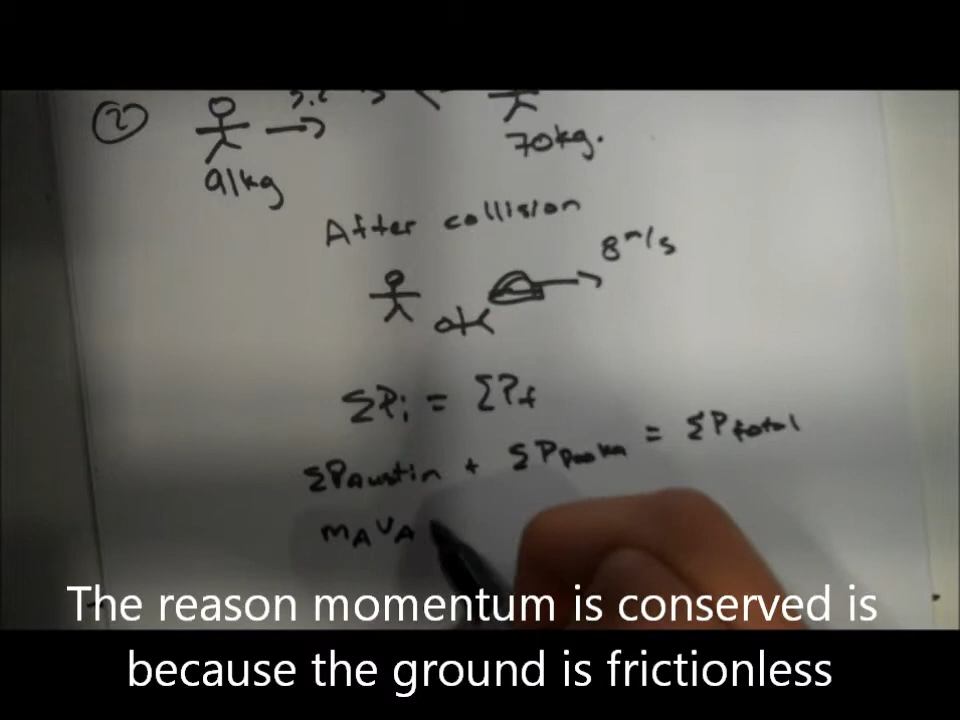 ②
91kg
70kg.
After collision
8 m/s
ΣPi = ΣPf
ΣPAustin + ΣPPooka = ΣPtotal
mAvA
The reason momentum is conserved is
because the ground is frictionless